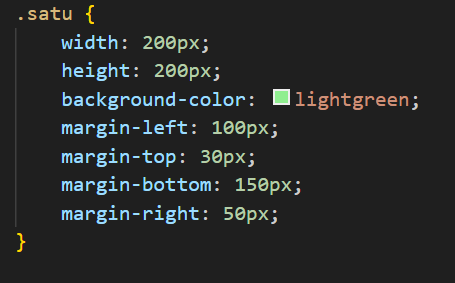 .satu {
width: 200px;
height: 200px;
background-color: lightgreen;
margin-left: 100px;
margin-top: 30px;
margin-bottom: 150px;
margin-right: 50px;
}